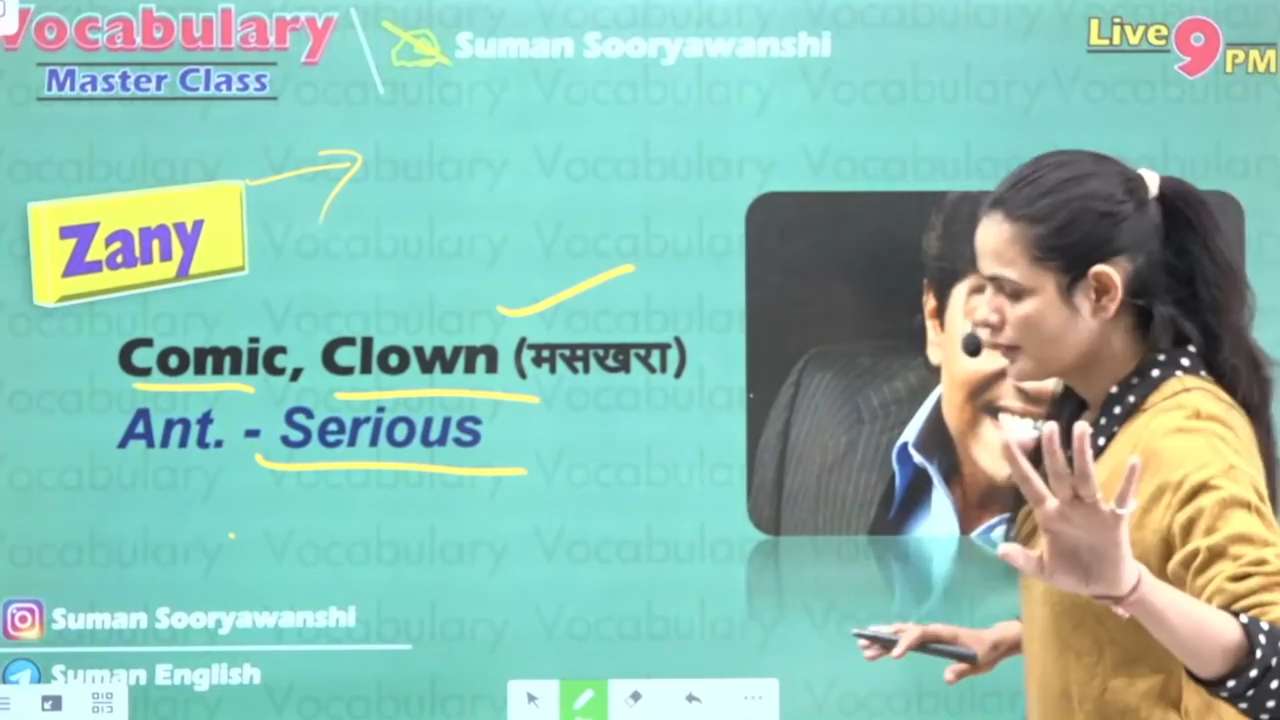 Vocabulary
Master Class
Suman Sooryawanshi
Live 9 PM
Zany
Comic, Clown (मसखरा)
Ant. - Serious
Suman Sooryawanshi
Suman English